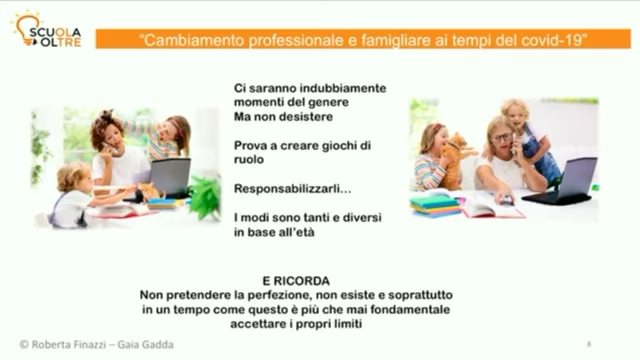 SCUOLA
OLTRE
"Cambiamento professionale e famigliare ai tempi del covid-19"
Ci saranno indubbiamente
momenti del genere
Ma non desistere
Prova a creare giochi di
ruolo
Responsabilizzarli…
I modi sono tanti e diversi
in base all'età
E RICORDA
Non pretendere la perfezione, non esiste e soprattutto
in un tempo come questo è più che mai fondamentale
accettare i propri limiti
© Roberta Finazzi – Gaia Gadda
8